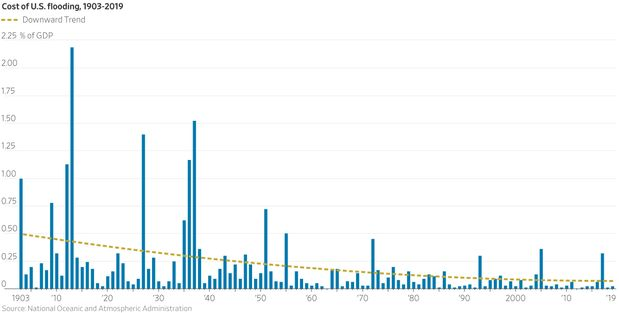 Cost of U.S. flooding, 1903-2019
Downward Trend
2.25 % of GDP
2.00
1.75
1.50
1.25
1.00
0.75
0.50
0.25
0
1903 '10 '20 '30 '40 '50 '60 '70 '80 '90 2000 '10 '19
Source: National Oceanic and Atmospheric Administration